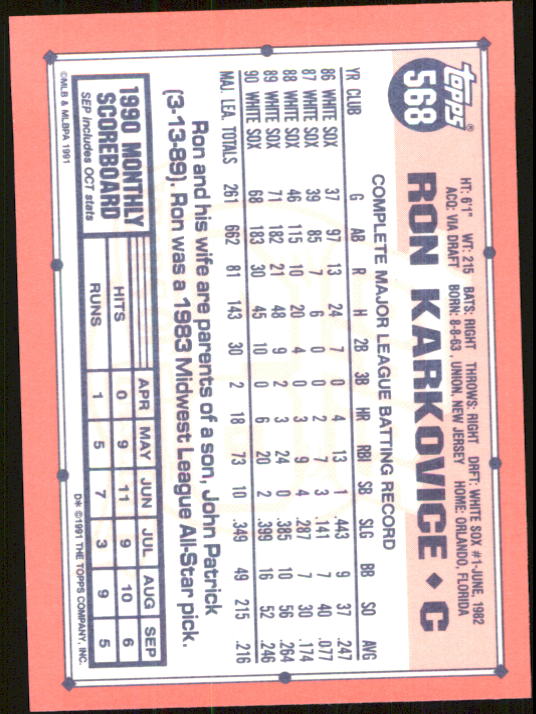 topps®
568
HT: 6'1" WT: 215 BATS: RIGHT THROWS: RIGHT DRFT: WHITE SOX #1-JUNE, 1982
ACQ: VIA DRAFT BORN: 8-8-63, UNION, NEW JERSEY HOME: ORLANDO, FLORIDA
RON KARKOVICE ◆ C
COMPLETE MAJOR LEAGUE BATTING RECORD
YR CLUB G AB R H 2B 3B HR RBI SB SLG BB SO AVG
86 WHITE SOX 37 97 13 24 7 0 4 13 1 .443 9 37 .247
87 WHITE SOX 39 85 7 6 0 0 2 7 3 .141 7 40 .077
88 WHITE SOX 46 115 10 20 4 0 3 9 4 .287 7 30 .174
89 WHITE SOX 71 182 21 48 9 2 3 24 0 .385 10 56 .264
90 WHITE SOX 68 183 30 45 10 0 6 20 2 .399 16 52 .246
MAJ. LEA. TOTALS 261 662 81 143 30 2 18 73 10 .349 49 215 .216
Ron and his wife are parents of a son, John Patrick
(3-13-89). Ron was a 1983 Midwest League All-Star pick.
1990 MONTHLY
SCOREBOARD
SEP includes OCT stats
APR MAY JUN JUL AUG SEP
HITS 0 9 11 9 10 6
RUNS 1 5 7 3 9 5
©MLB & MLBPA 1991
D* ©1991 THE TOPPS COMPANY, INC.